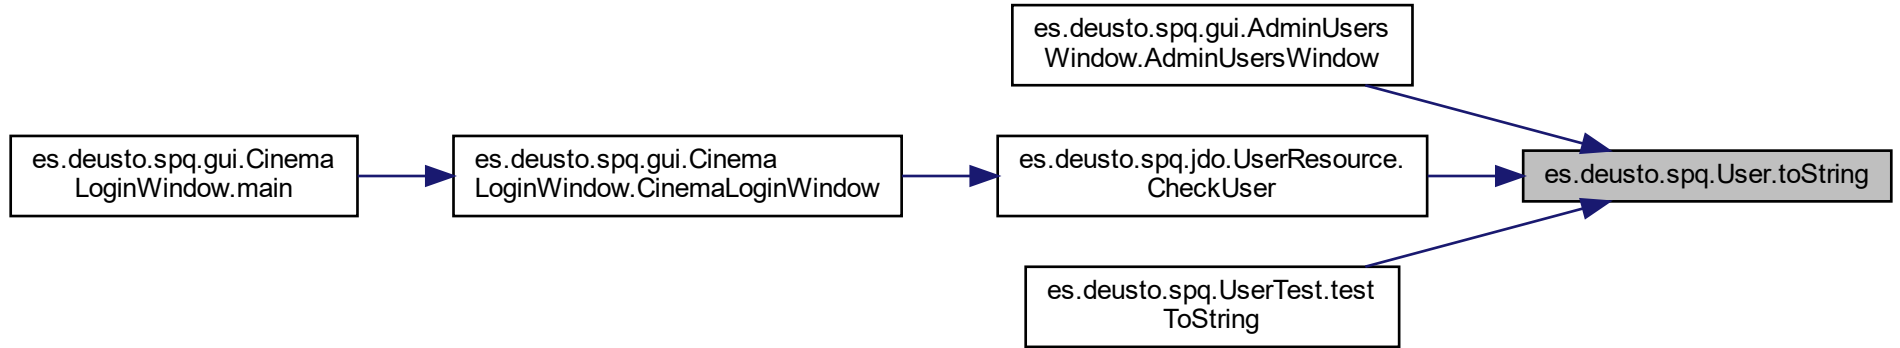 es.deusto.spq.gui.AdminUsers
Window.AdminUsersWindow
es.deusto.spq.gui.Cinema
LoginWindow.main
es.deusto.spq.gui.Cinema
LoginWindow.CinemaLoginWindow
es.deusto.spq.jdo.UserResource.
CheckUser
es.deusto.spq.User.toString
es.deusto.spq.UserTest.test
ToString